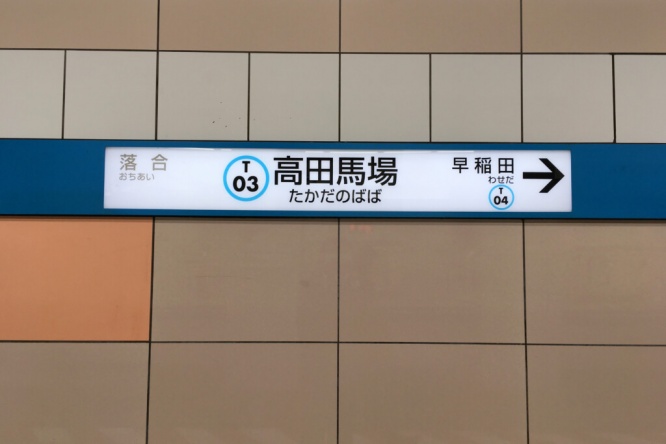 落合
おちあい
T
03
高田馬場
たかだのばば
早稲田
わせだ
T
04